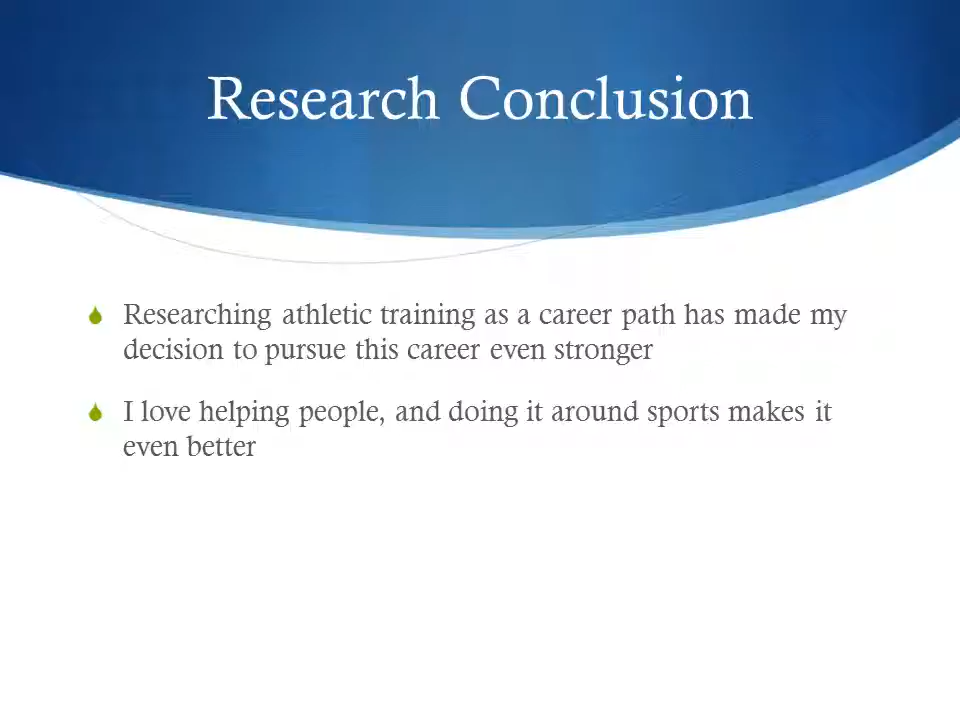 Research Conclusion
Researching athletic training as a career path has made my
decision to pursue this career even stronger
I love helping people, and doing it around sports makes it
even better